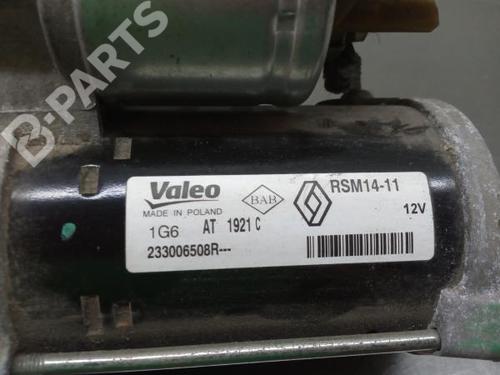 B-PARTS
Valeo
MADE IN POLAND
BAB
RSM14-11
12V
1G6 AT 1921 C
233006508R---